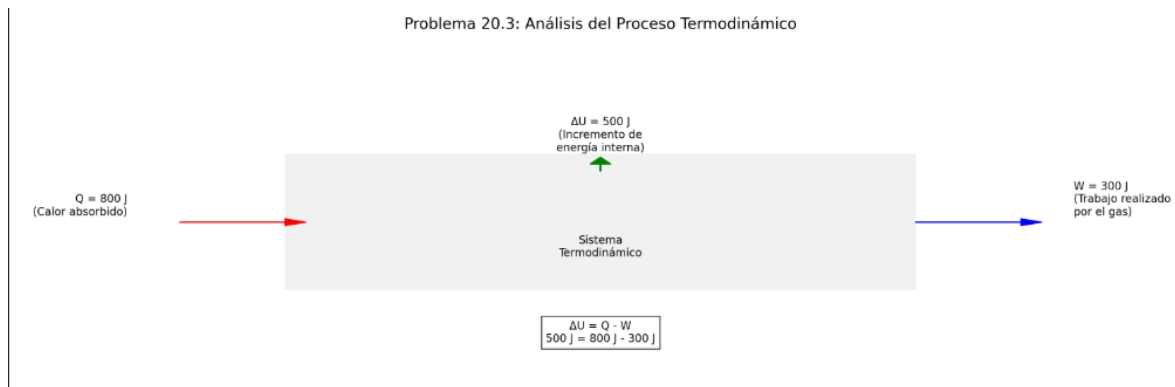 Problema 20.3: Análisis del Proceso Termodinámico
ΔU = 500 J
(Incremento de
energía interna)
Q = 800 J
(Calor absorbido)
W = 300 J
(Trabajo realizado
por el gas)
Sistema
Termodinámico
ΔU = Q - W
500 J = 800 J - 300 J